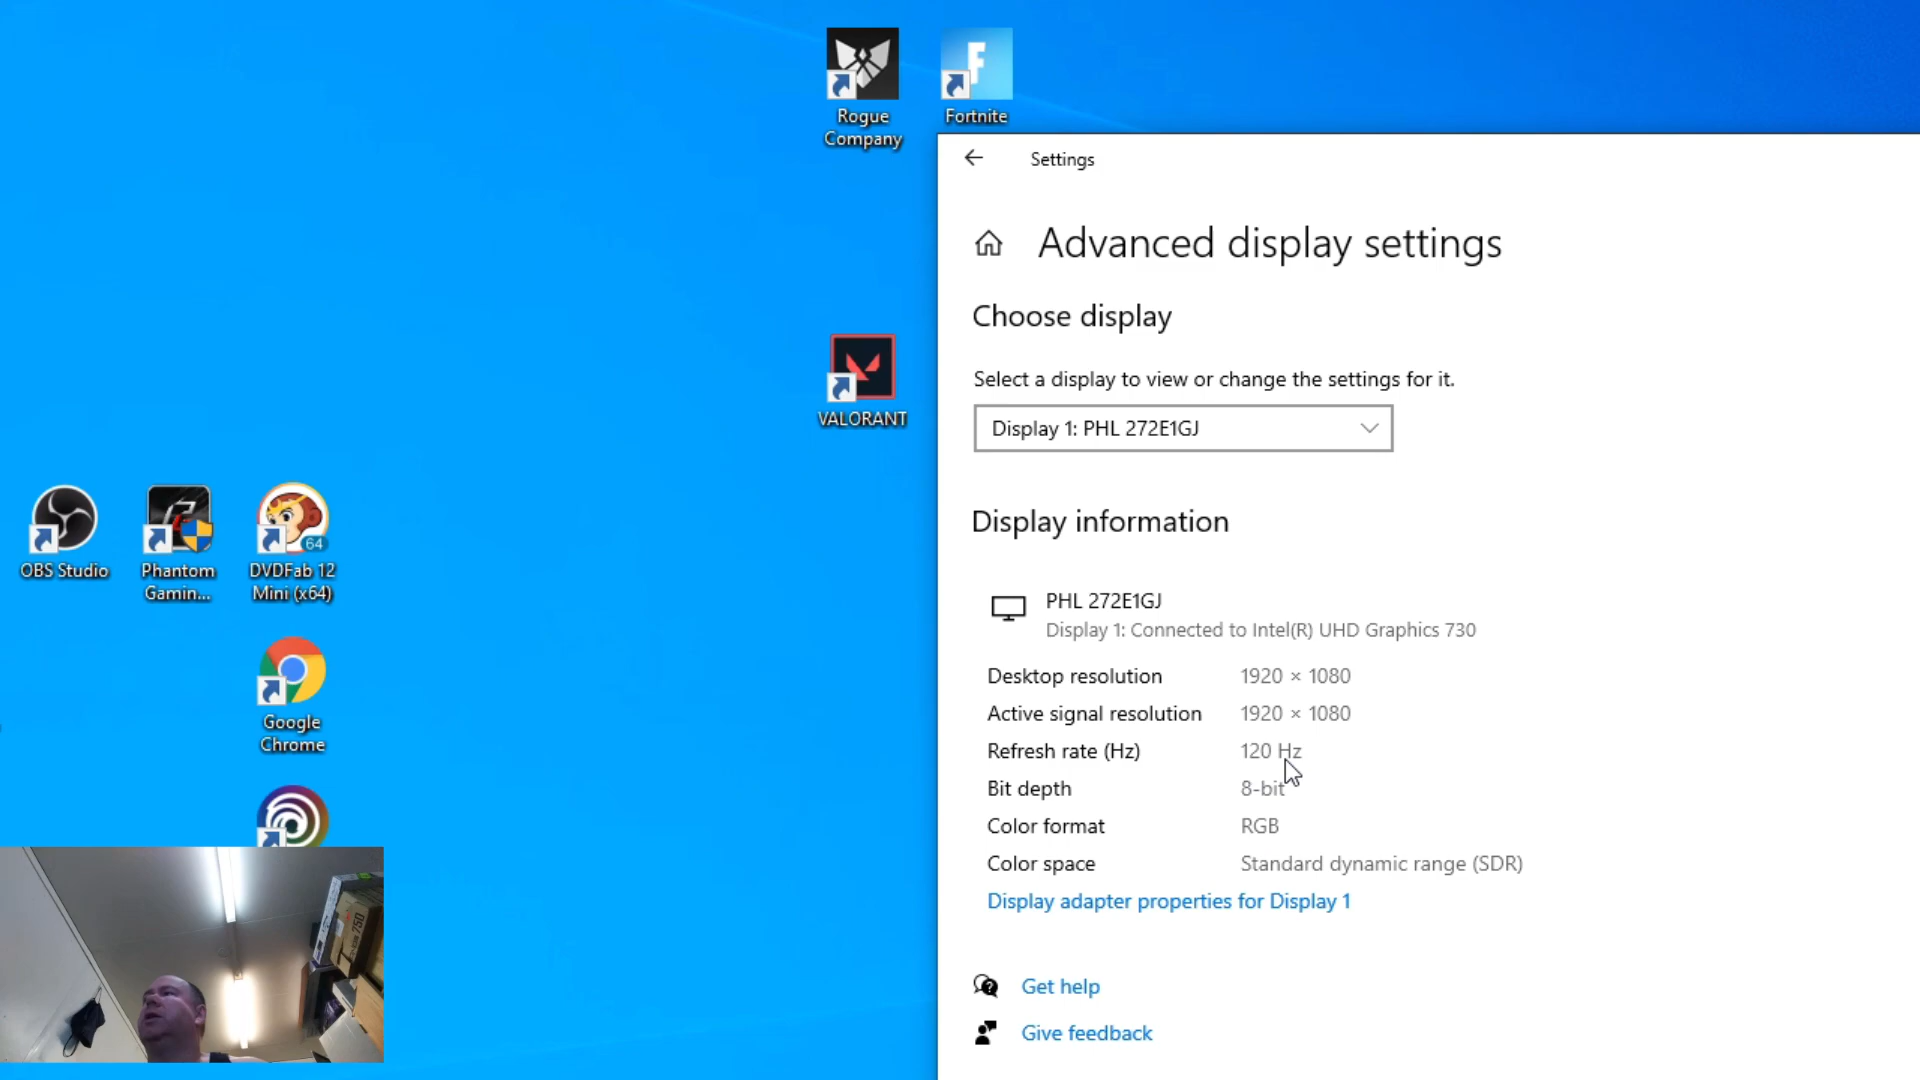 Rogue
Company
Fortnite
VALORANT
OBS Studio
Phantom
Gamin...
DVDFab 12
Mini (x64)
64
Google
Chrome
Settings
Advanced display settings
Choose display
Select a display to view or change the settings for it.
Display 1: PHL 272E1GJ
Display information
PHL 272E1GJ
Display 1: Connected to Intel(R) UHD Graphics 730
Desktop resolution 1920 × 1080
Active signal resolution 1920 × 1080
Refresh rate (Hz) 120 Hz
Bit depth 8-bit
Color format RGB
Color space Standard dynamic range (SDR)
Display adapter properties for Display 1
Get help
Give feedback
750